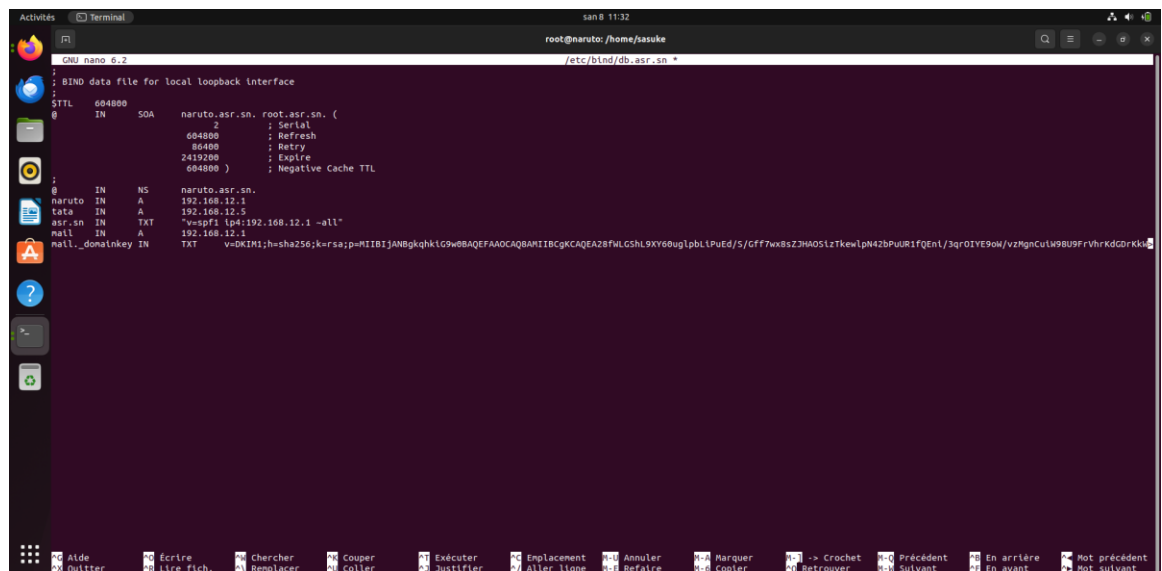 Activités Terminal san 8 11:32
root@naruto: /home/sasuke
GNU nano 6.2 /etc/bind/db.asr.sn *
;
; BIND data file for local loopback interface
;
$TTL 604800
@ IN SOA naruto.asr.sn. root.asr.sn. (
2 ; Serial
604800 ; Refresh
86400 ; Retry
2419200 ; Expire
604800 ) ; Negative Cache TTL
;
@ IN NS naruto.asr.sn.
naruto IN A 192.168.12.1
tata IN A 192.168.12.5
asr.sn IN TXT "v=spf1 ip4:192.168.12.1 ~all"
mail IN A 192.168.12.1
mail._domainkey IN TXT v=DKIM1;h=sha256;k=rsa;
^G Aide ^O Écrire ^W Chercher ^K Couper ^T Exécuter ^C Emplacement M-U Annuler M-A Marquer M-] -> Crochet M-Q Précédent ^B En arrière ^◂ Mot précédent
^X Quitter ^R Lire fich. ^\ Remplacer ^U Coller ^J Justifier ^/ Aller ligne M-E Refaire M-6 Copier ^Q Retrouver M-W Suivant ^F En avant ^▸ Mot suivant